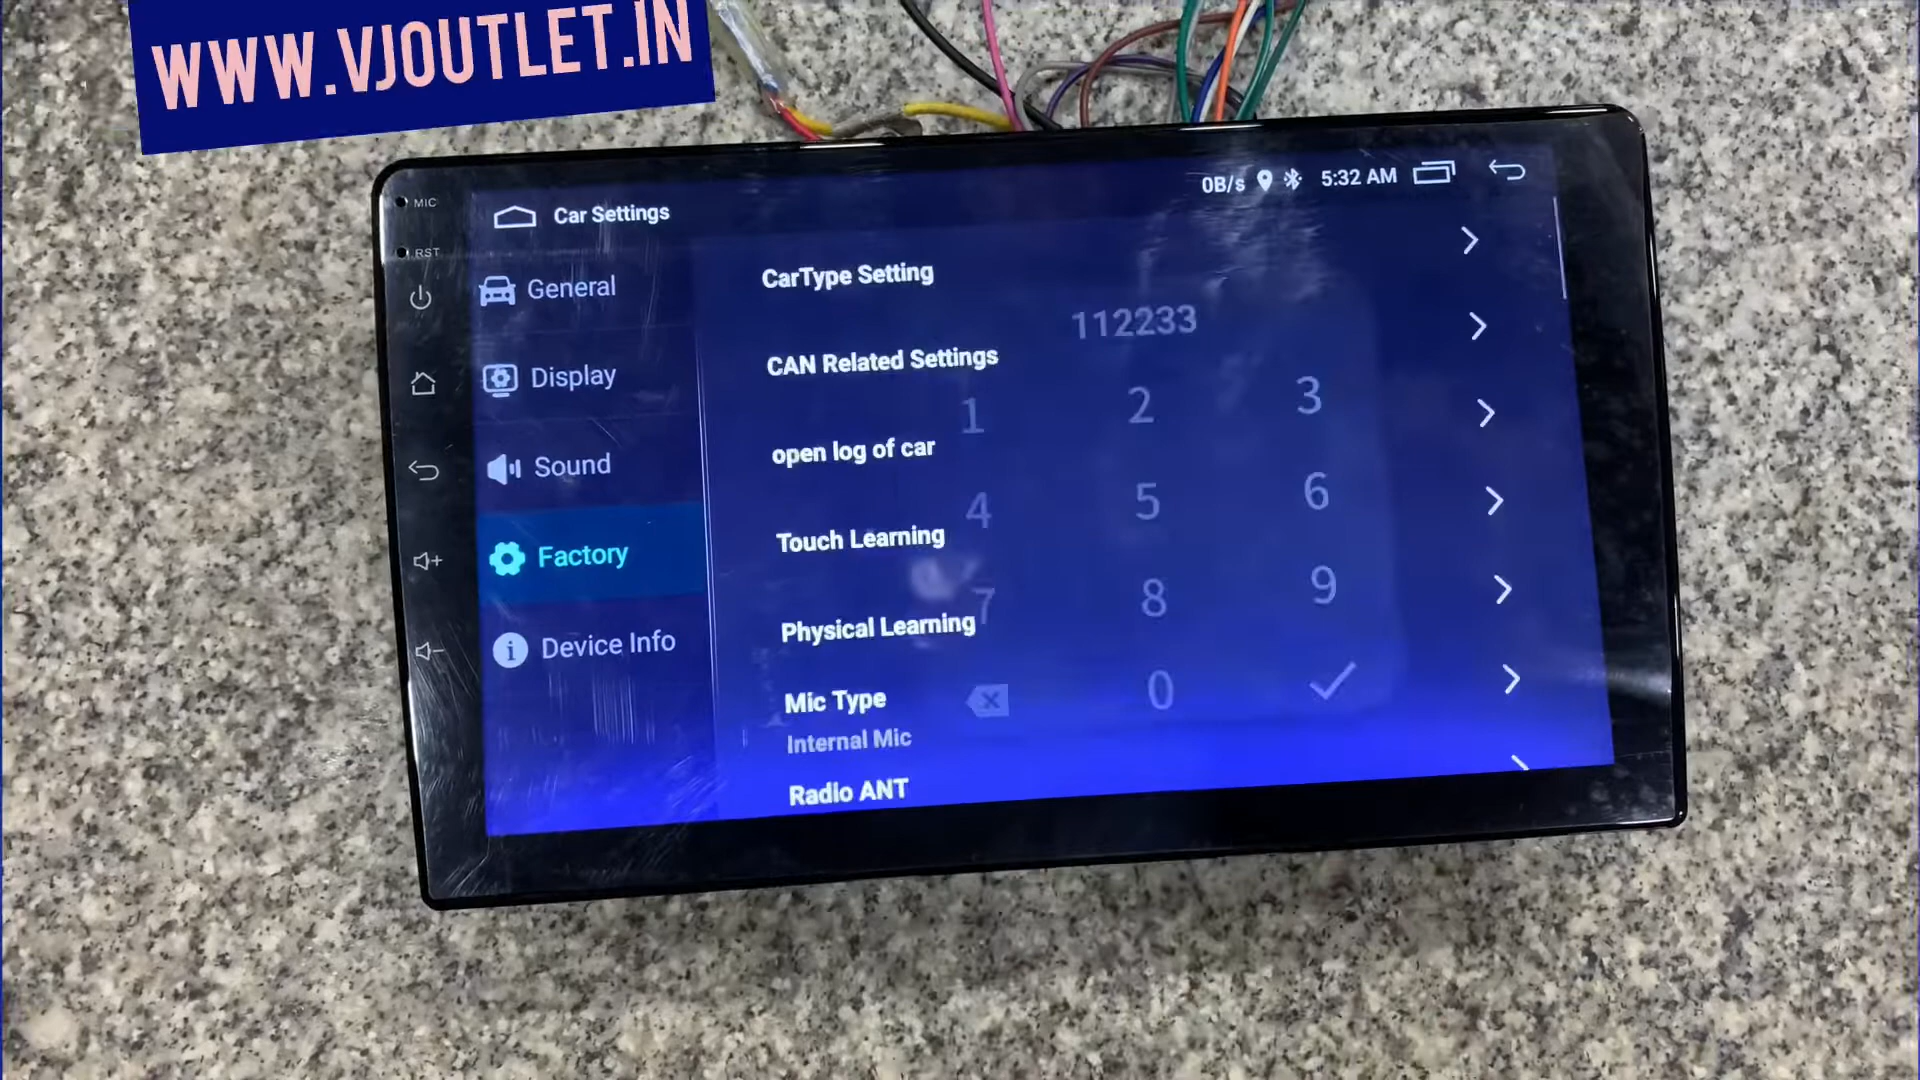 WWW.VJOUTLET.IN
MIC
RST
Car Settings
0B/s 5:32 AM
General
Display
Sound
Factory
Device Info
CarType Setting
CAN Related Settings
open log of car
Touch Learning
Physical Learning
Mic Type
Internal Mic
Radio ANT
112233
1 2 3
4 5 6
7 8 9
0